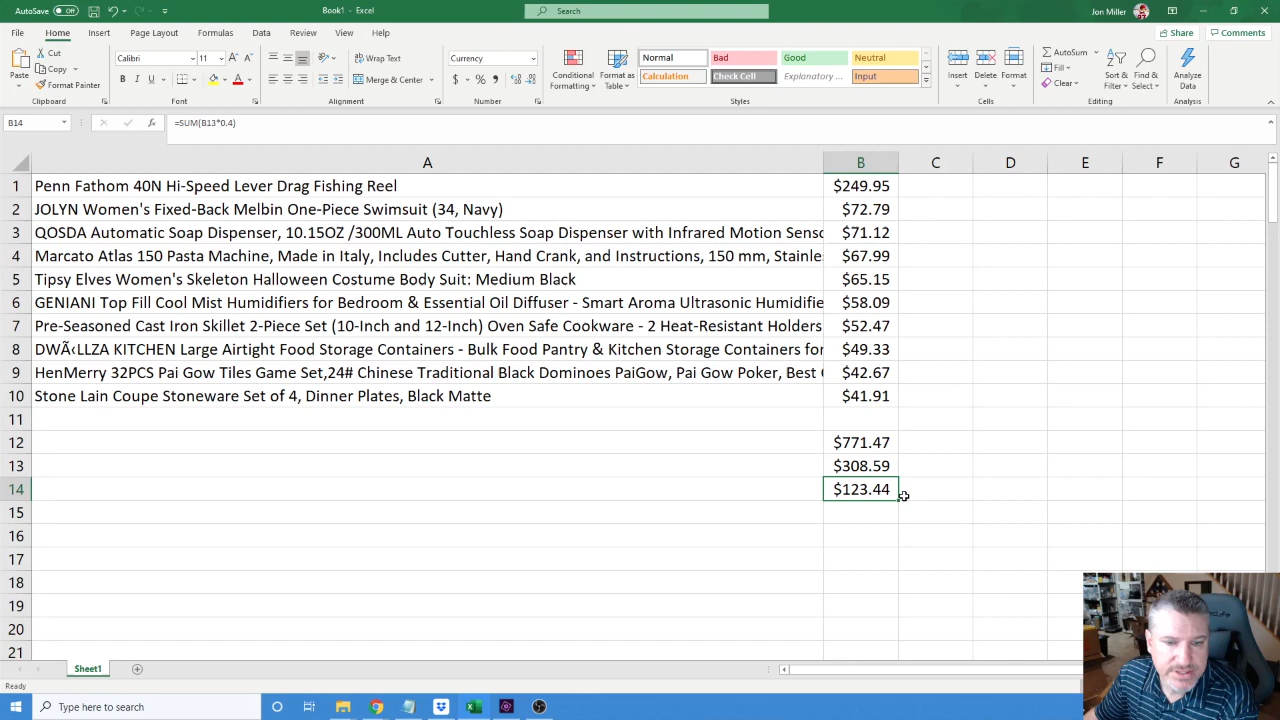 AutoSave Off
Book1 - Excel
Search
Jon Miller
File Home Insert Page Layout Formulas Data Review View Help
Share Comments
Paste
Cut
Copy
Format Painter
Clipboard
Calibri 11
B I U
Font
Wrap Text
Merge & Center
Alignment
Currency
$ % ,
Number
Conditional Formatting
Format as Table
Normal Bad Good Neutral
Calculation Check Cell Explanatory ... Input
Styles
Insert Delete Format
Cells
AutoSum
Fill
Clear
Sort & Filter
Find & Select
Editing
Analyze Data
Analysis
B14 fx =SUM(B13*0.4)
A B C D E F G
1 Penn Fathom 40N Hi-Speed Lever Drag Fishing Reel $249.95
2 JOLYN Women's Fixed-Back Melbin One-Piece Swimsuit (34, Navy) $72.79
3 QOSDA Automatic Soap Dispenser, 10.15OZ /300ML Auto Touchless Soap Dispenser with Infrared Motion Senso $71.12
4 Marcato Atlas 150 Pasta Machine, Made in Italy, Includes Cutter, Hand Crank, and Instructions, 150 mm, Stainle $67.99
5 Tipsy Elves Women's Skeleton Halloween Costume Body Suit: Medium Black $65.15
6 GENIANI Top Fill Cool Mist Humidifiers for Bedroom & Essential Oil Diffuser - Smart Aroma Ultrasonic Humidifie $58.09
7 Pre-Seasoned Cast Iron Skillet 2-Piece Set (10-Inch and 12-Inch) Oven Safe Cookware - 2 Heat-Resistant Holders $52.47
8 DWÃ‹LLZA KITCHEN Large Airtight Food Storage Containers - Bulk Food Pantry & Kitchen Storage Containers for $49.33
9 HenMerry 32PCS Pai Gow Tiles Game Set,24# Chinese Traditional Black Dominoes PaiGow, Pai Gow Poker, Best $42.67
10 Stone Lain Coupe Stoneware Set of 4, Dinner Plates, Black Matte $41.91
11
12 $771.47
13 $308.59
14 $123.44
15
16
17
18
19
20
21
Sheet1
Ready
Type here to search